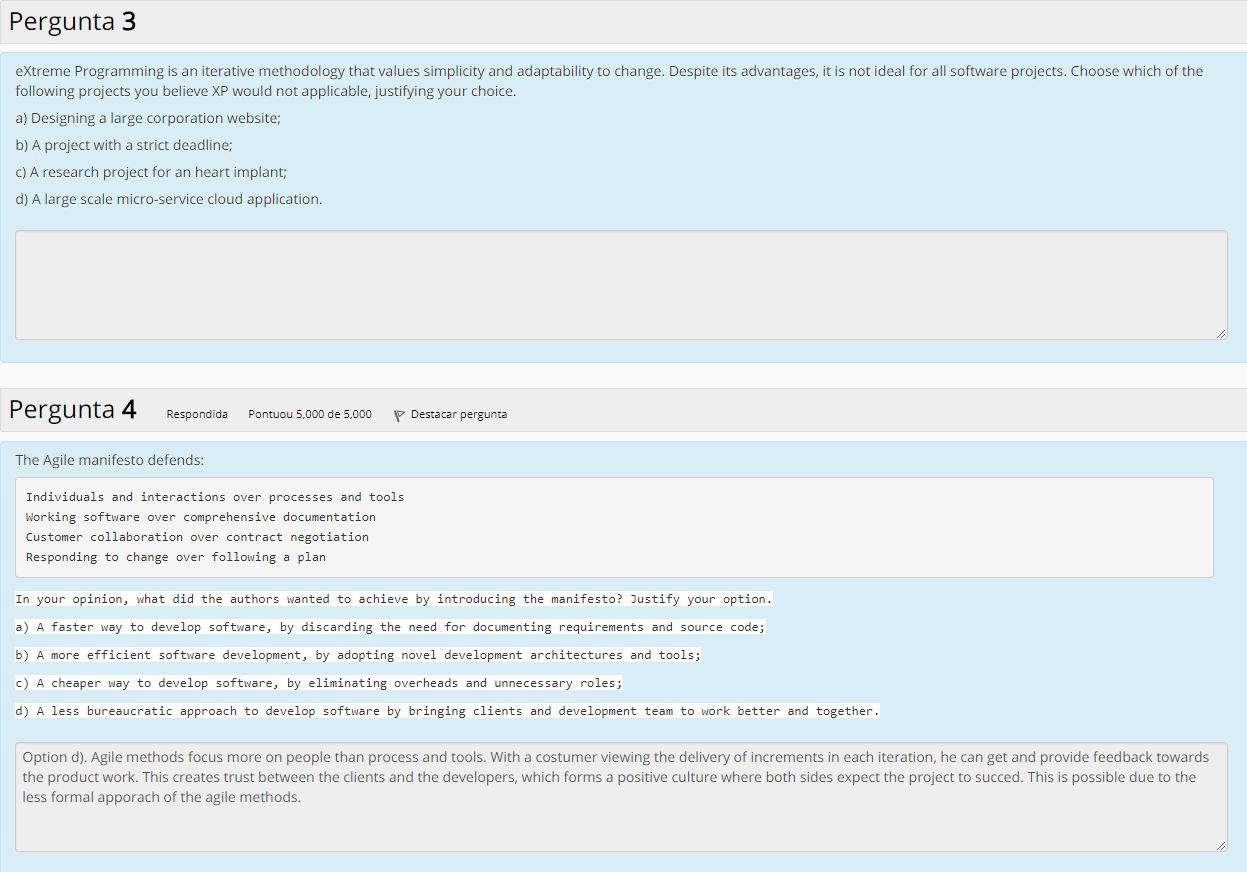 Pergunta 3
eXtreme Programming is an iterative methodology that values simplicity and adaptability to change. Despite its advantages, it is not ideal for all software projects. Choose which of the
following projects you believe XP would not applicable, justifying your choice.
a) Designing a large corporation website;
b) A project with a strict deadline;
c) A research project for an heart implant;
d) A large scale micro-service cloud application.
Pergunta 4 Respondida Pontuou 5,000 de 5,000 Destacar pergunta
The Agile manifesto defends:
Individuals and interactions over processes and tools
Working software over comprehensive documentation
Customer collaboration over contract negotiation
Responding to change over following a plan
In your opinion, what did the authors wanted to achieve by introducing the manifesto? Justify your option.
a) A faster way to develop software, by discarding the need for documenting requirements and source code;
b) A more efficient software development, by adopting novel development architectures and tools;
c) A cheaper way to develop software, by eliminating overheads and unnecessary roles;
d) A less bureaucratic approach to develop software by bringing clients and development team to work better and together.
Option d). Agile methods focus more on people than process and tools. With a costumer viewing the delivery of increments in each iteration, he can get and provide feedback towards
the product work. This creates trust between the clients and the developers, which forms a positive culture where both sides expect the project to succed. This is possible due to the
less formal apporach of the agile methods.